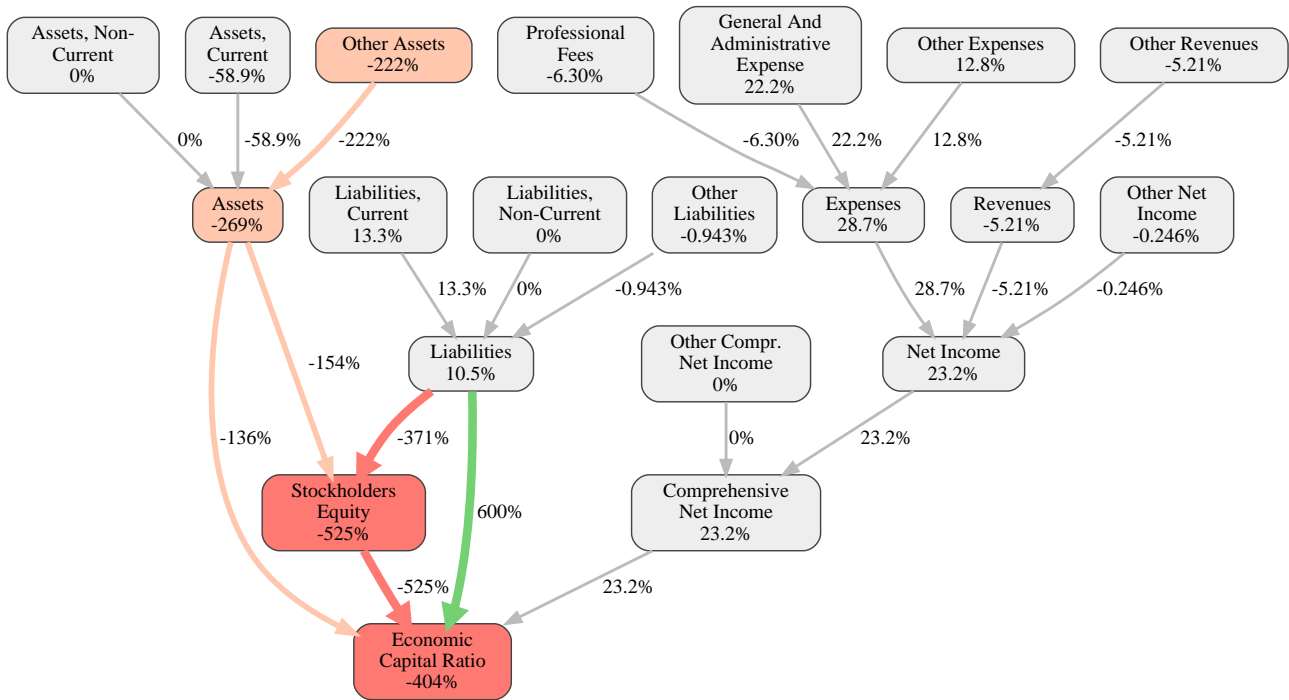 Assets, Non-
Current
0%
Assets,
Current
-58.9%
Other Assets
-222%
Professional
Fees
-6.30%
General And
Administrative
Expense
22.2%
Other Expenses
12.8%
Other Revenues
-5.21%
0%
-58.9%
-222%
-6.30%
22.2%
12.8%
-5.21%
Assets
-269%
Liabilities,
Current
13.3%
Liabilities,
Non-Current
0%
Other
Liabilities
-0.943%
Expenses
28.7%
Revenues
-5.21%
Other Net
Income
-0.246%
13.3%
0%
-0.943%
28.7%
-5.21%
-0.246%
Liabilities
10.5%
Other Compr.
Net Income
0%
Net Income
23.2%
-154%
-136%
-371%
600%
0%
23.2%
Stockholders
Equity
-525%
Comprehensive
Net Income
23.2%
-525%
23.2%
Economic
Capital Ratio
-404%